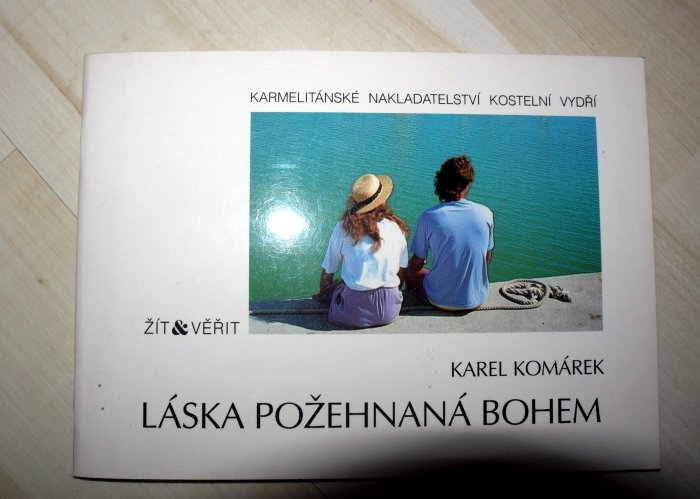 KARMELITÁNSKÉ NAKLADATELSTVÍ KOSTELNÍ VYDŘÍ
ŽÍT&VĚŘIT
KAREL KOMÁREK
LÁSKA POŽEHNANÁ BOHEM